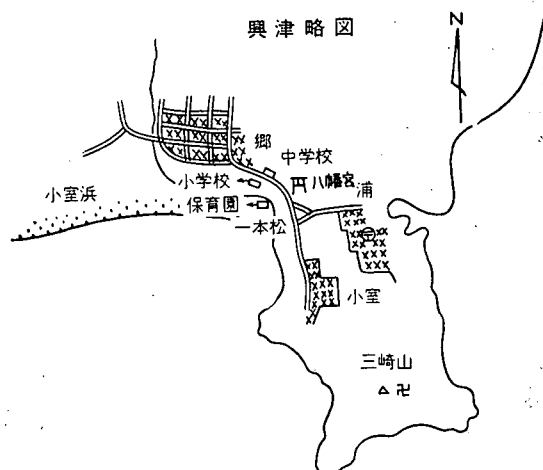 興津略図
N
郷
中学校
小学校
八幡宮
浦
小室浜
保育園
一本松
小室
三崎山